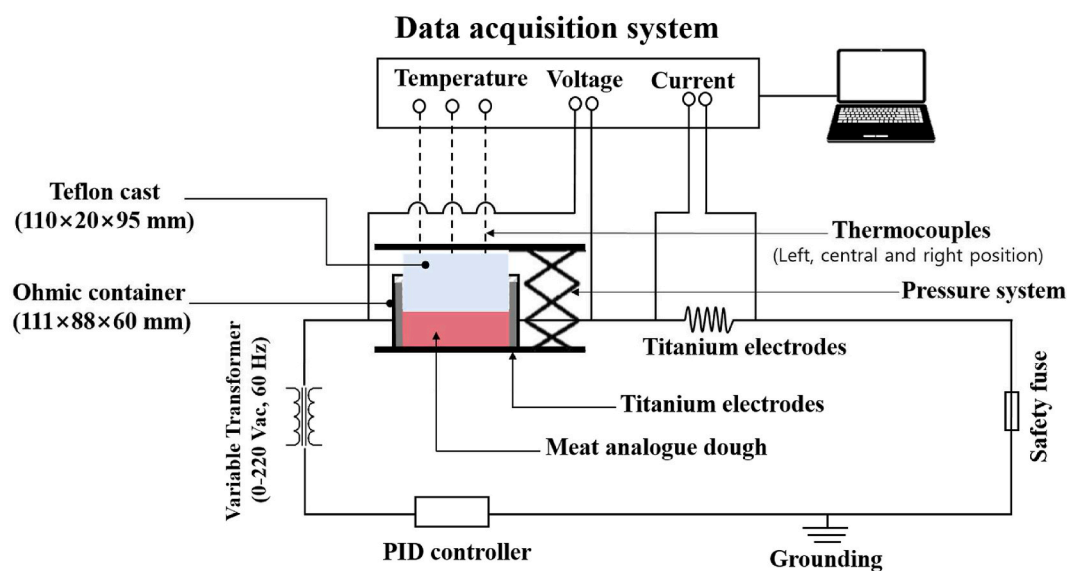 Data acquisition system
Temperature
Voltage
Current
Teflon cast
(110×20×95 mm)
Thermocouples
(Left, central and right position)
Ohmic container
(111×88×60 mm)
Pressure system
Titanium electrodes
Variable Transformer
(0-220 Vac, 60 Hz)
Titanium electrodes
Safety fuse
Meat analogue dough
PID controller
Grounding